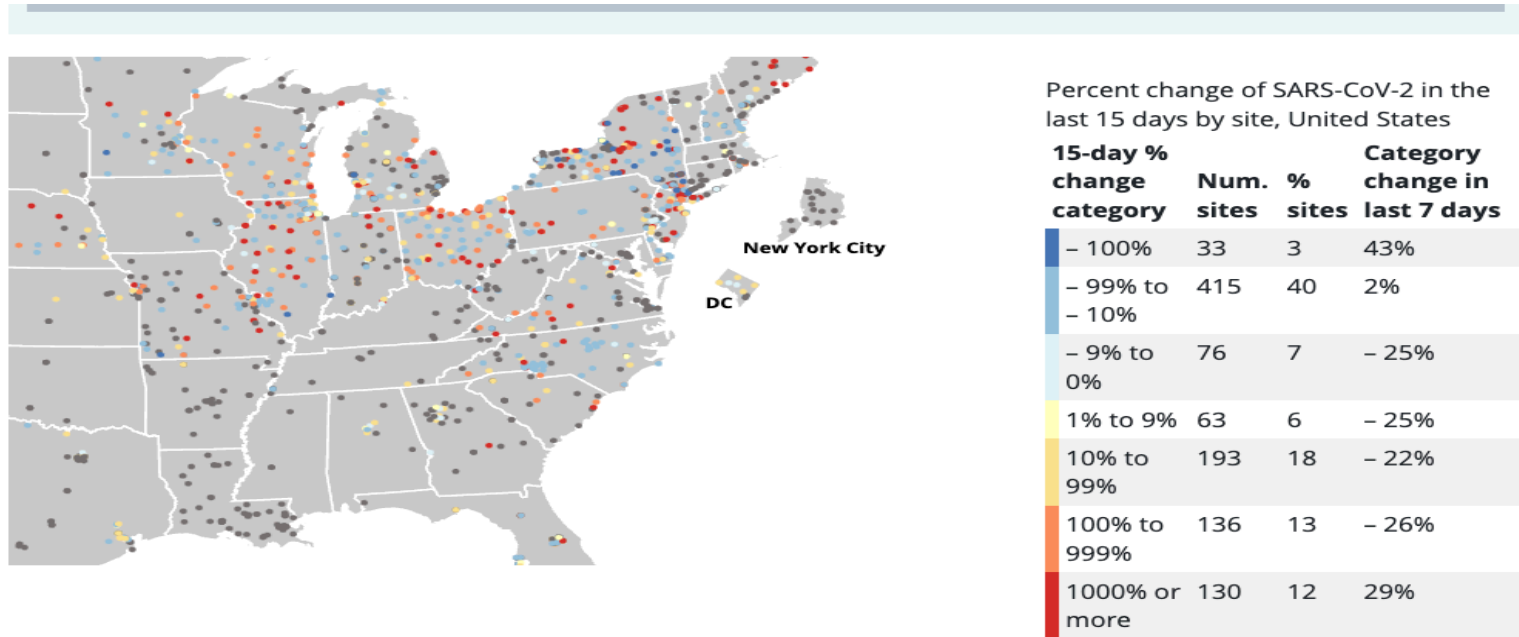 Percent change of SARS-CoV-2 in the
last 15 days by site, United States
15-day % change category Num. sites % sites Category change in last 7 days
– 100% 33 3 43%
– 99% to – 10% 415 40 2%
– 9% to 0% 76 7 – 25%
1% to 9% 63 6 – 25%
10% to 99% 193 18 – 22%
100% to 999% 136 13 – 26%
1000% or more 130 12 29%
New York City
DC